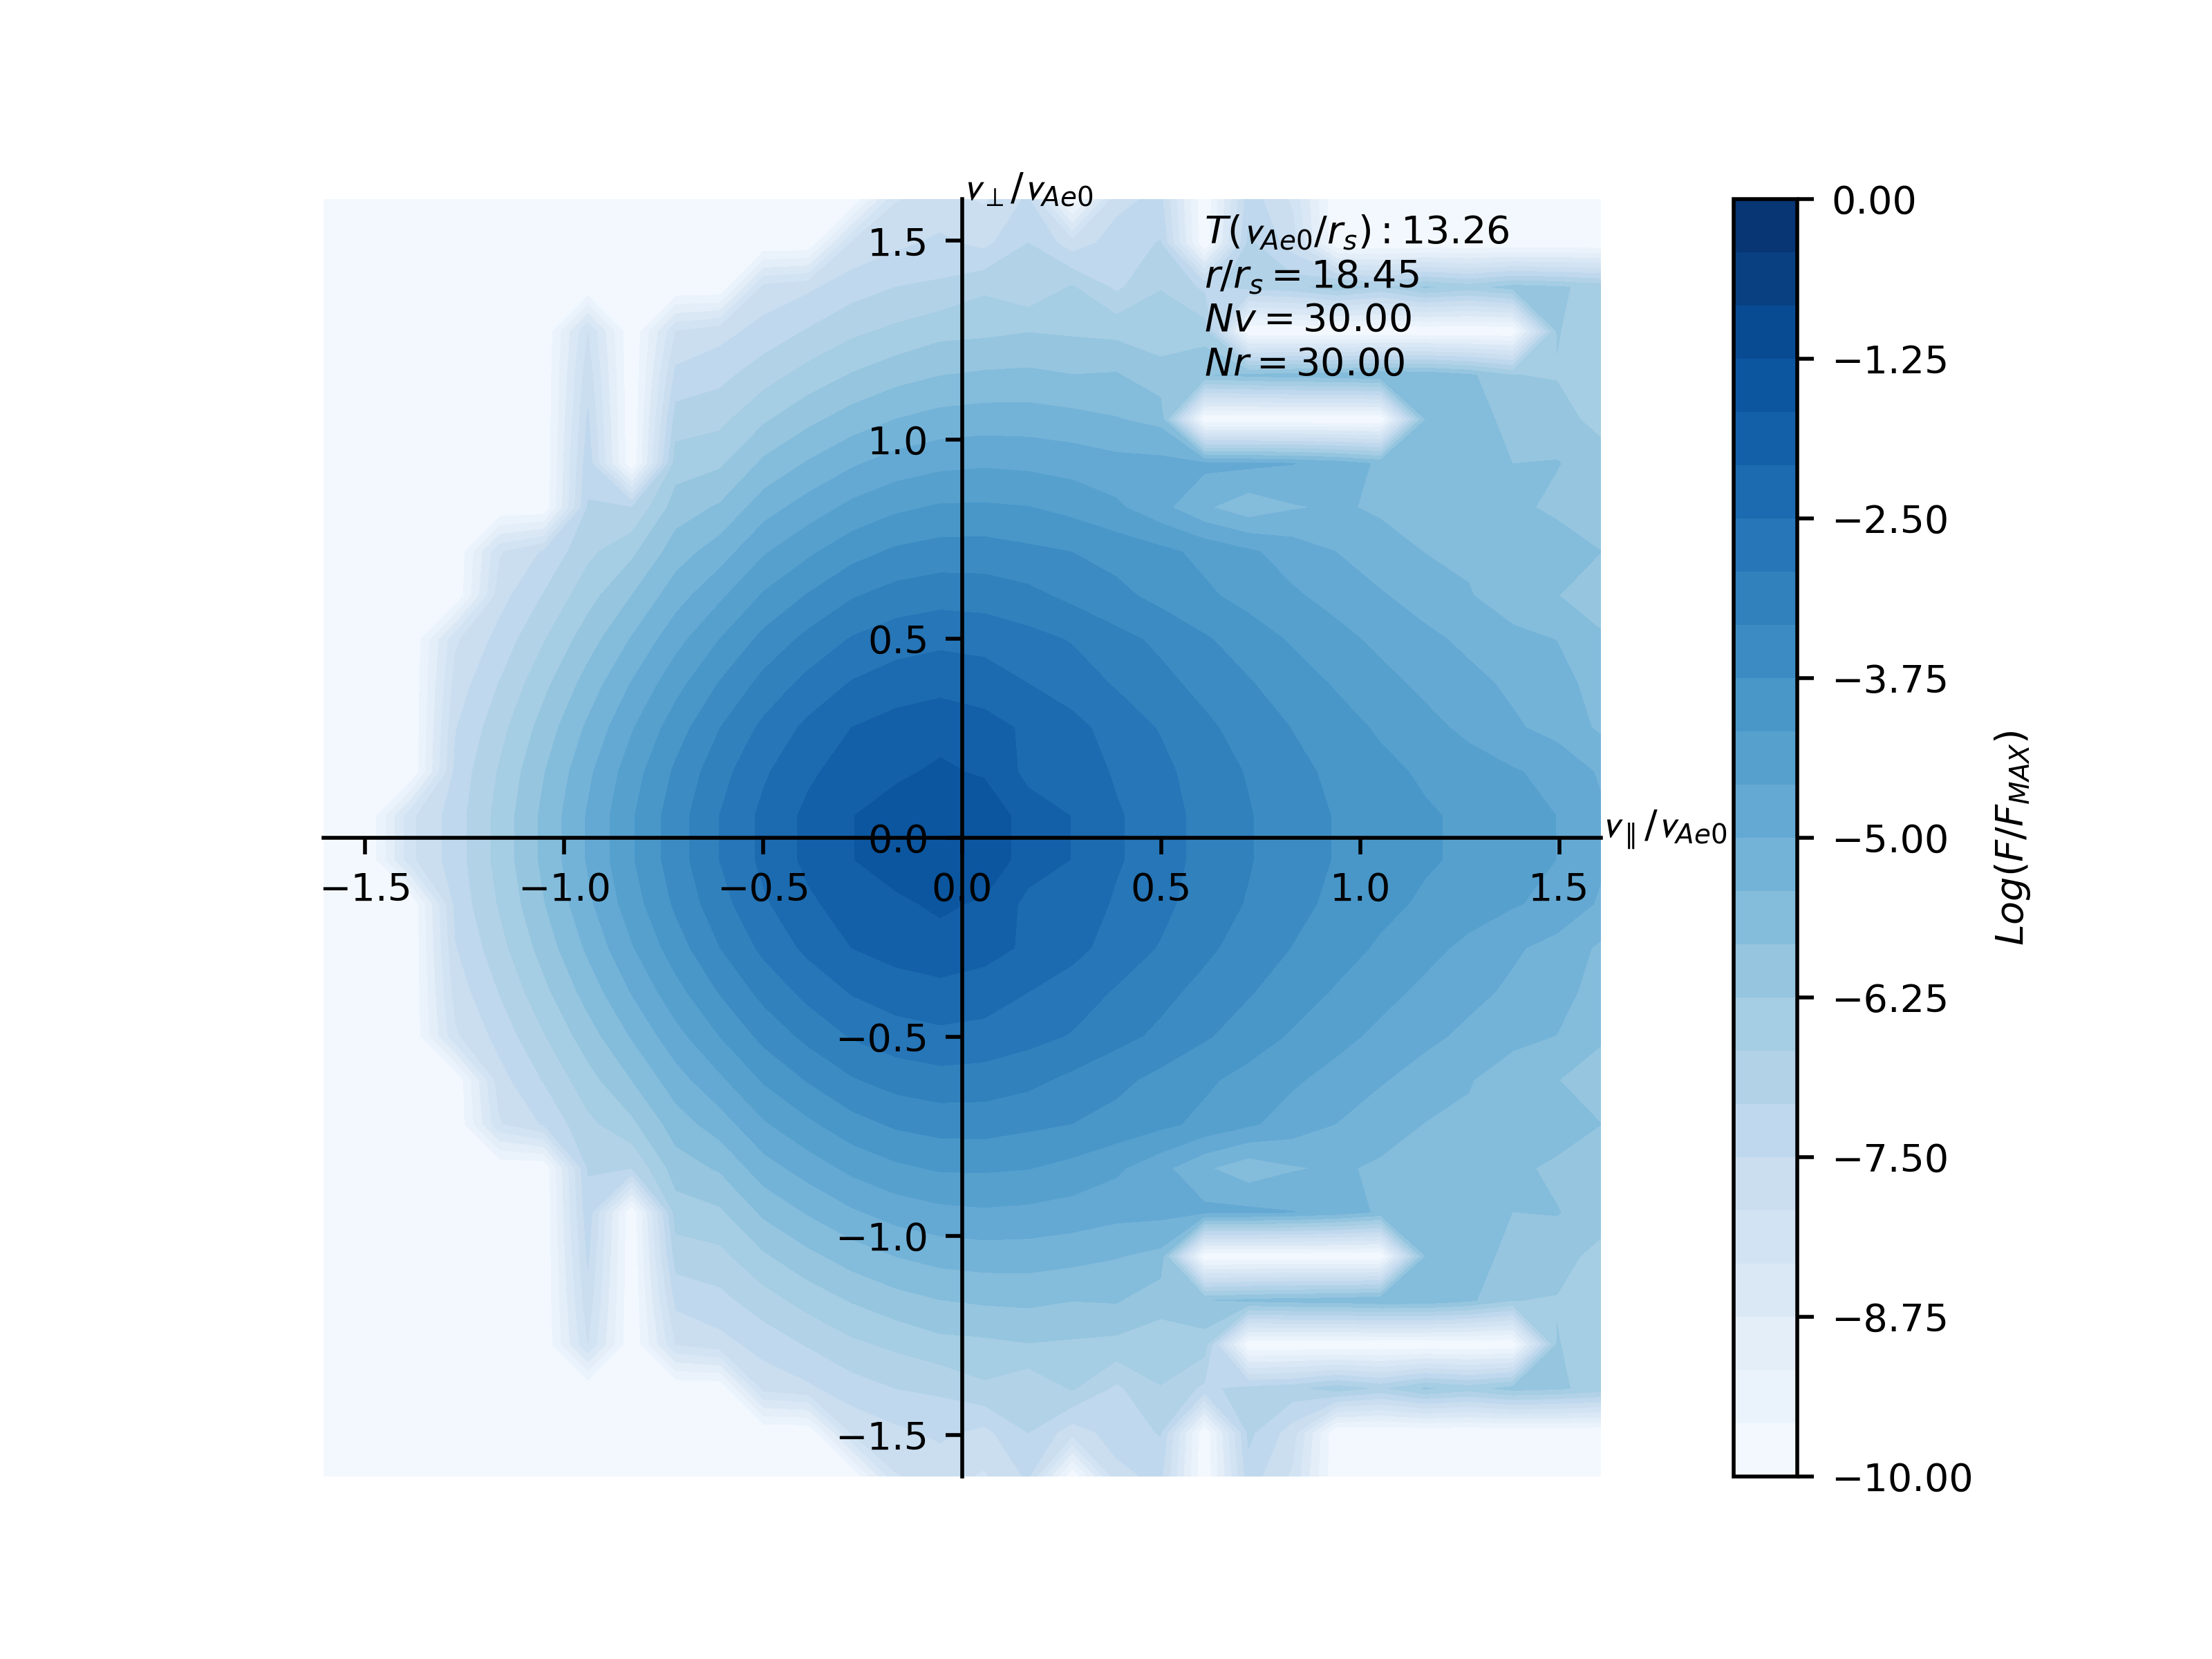 v⊥/vAe0
T(vAe0/rs) : 13.26
r/rs = 18.45
Nv = 30.00
Nr = 30.00
1.5
1.0
0.5
0.0
−0.5
−1.0
−1.5
−1.5 −1.0 −0.5 0.0 0.5 1.0 1.5
v∥/vAe0
0.00
−1.25
−2.50
−3.75
−5.00
−6.25
−7.50
−8.75
−10.00
Log(F/FMAX)